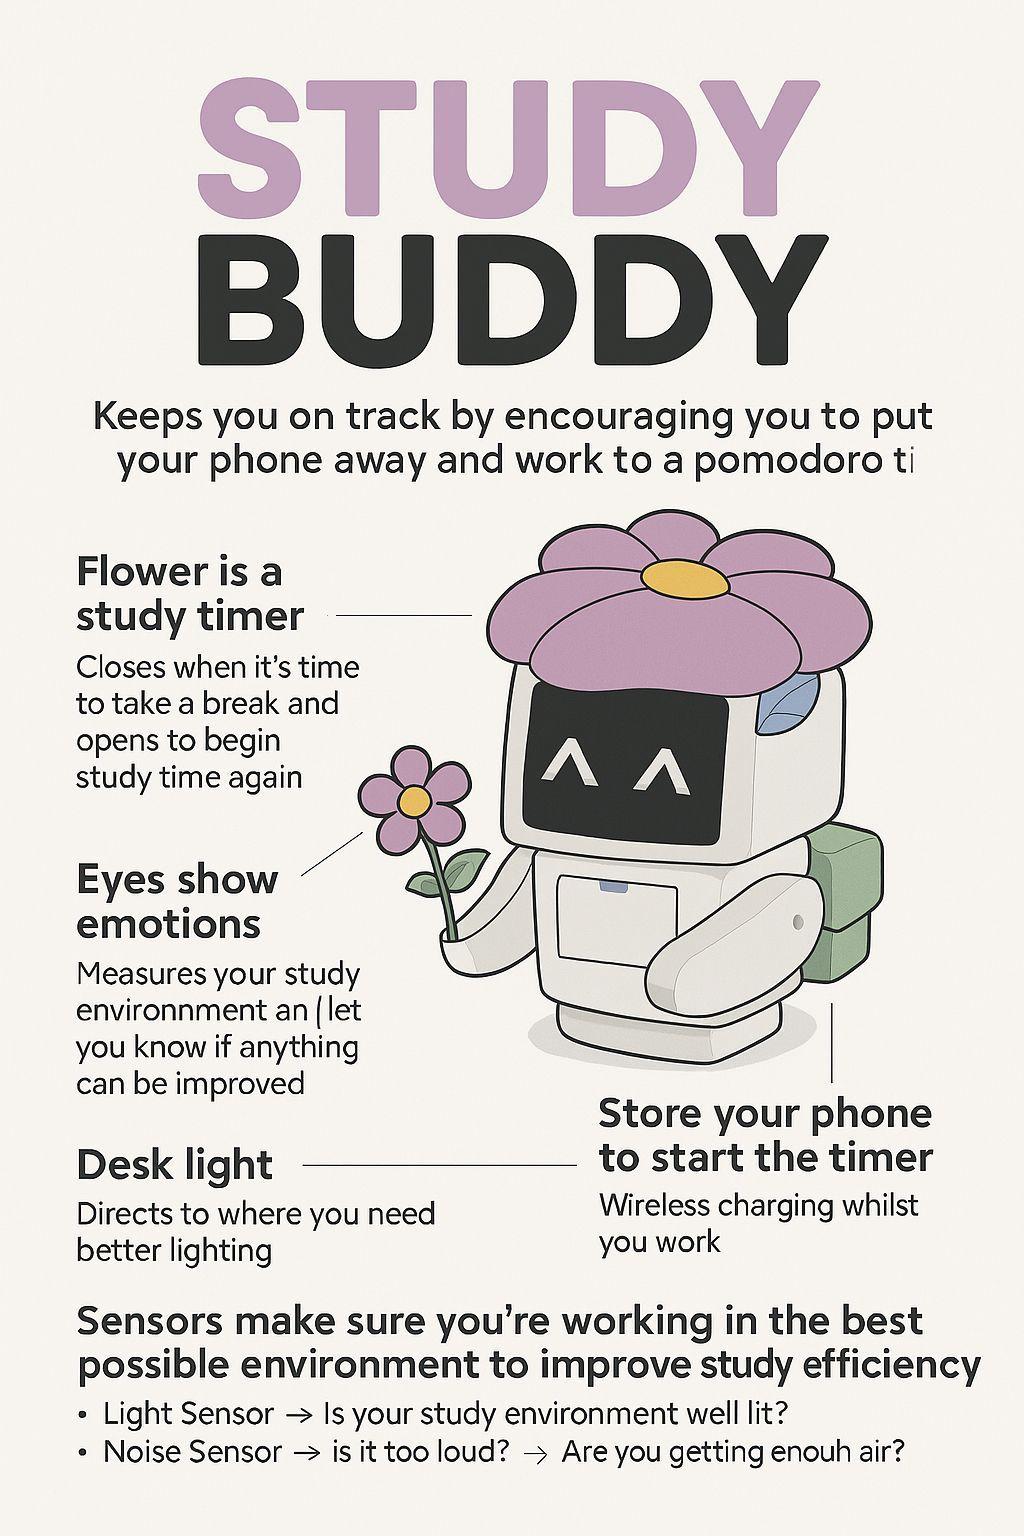 STUDY
BUDDY
Keeps you on track by encouraging you to put
your phone away and work to a pomodoro ti
Flower is a
study timer
Closes when it's time
to take a break and
opens to begin
study time again
Eyes show
emotions
Measures your study
environnment an ( let
you know if anything
can be improved
Desk light
Directs to where you need
better lighting
Store your phone
to start the timer
Wireless charging whilst
you work
Sensors make sure you're working in the best
possible environment to improve study efficiency
• Light Sensor → Is your study environment well lit?
• Noise Sensor → is it too loud? → Are you getting enouh air?